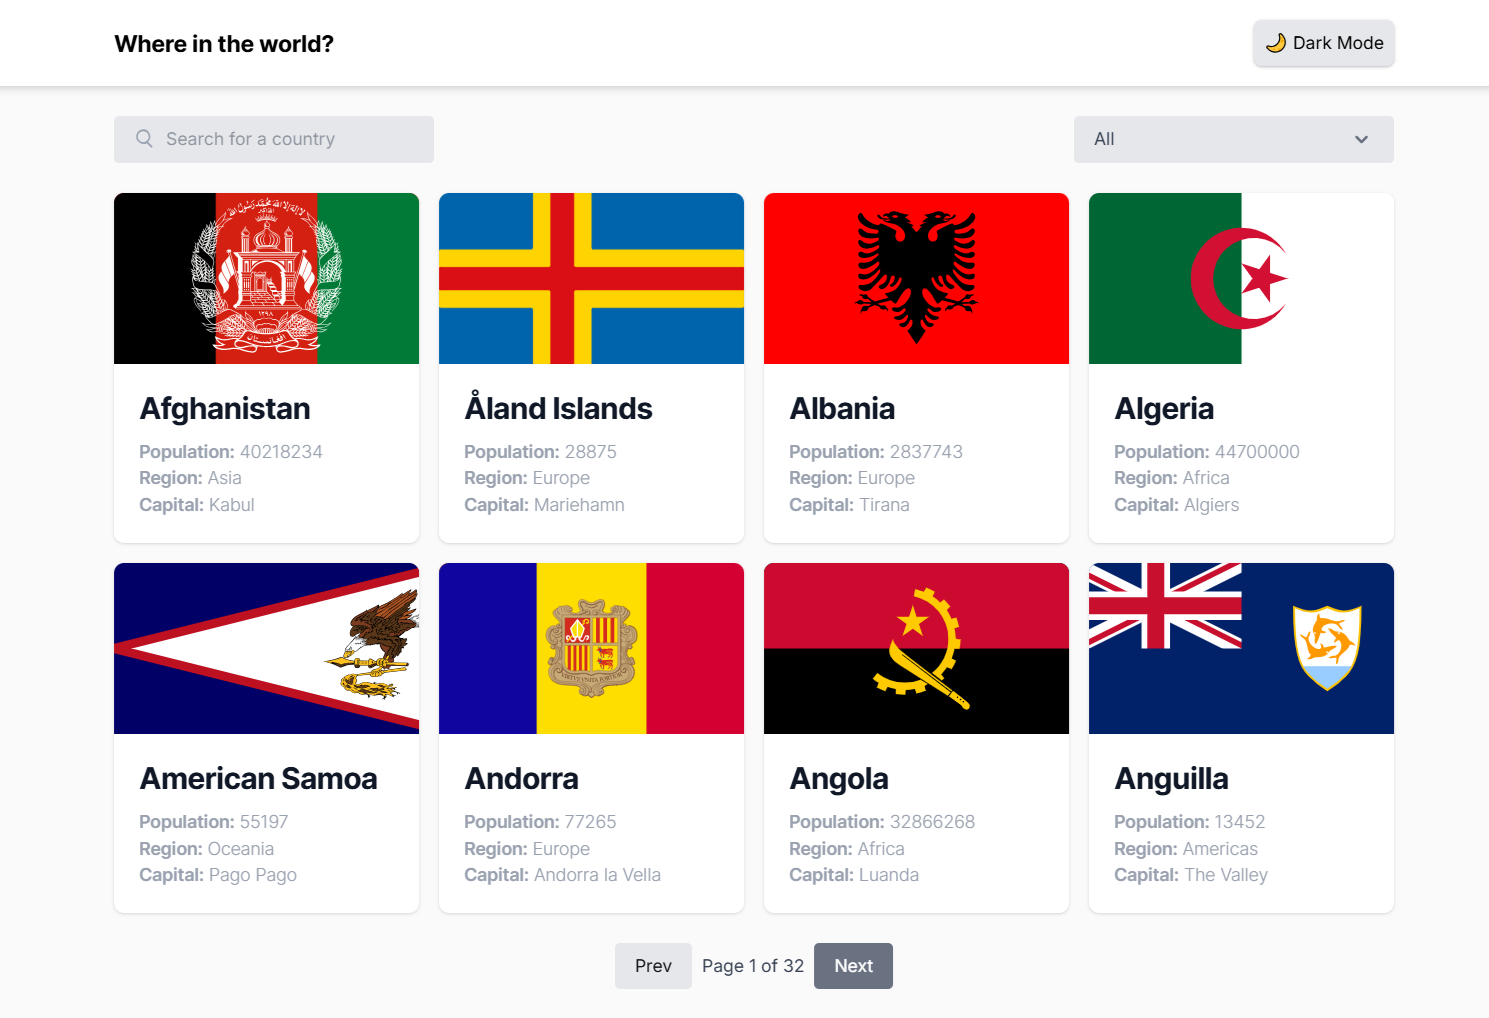 Where in the world?
Dark Mode
Search for a country
All
Afghanistan
Population: 40218234
Region: Asia
Capital: Kabul
Åland Islands
Population: 28875
Region: Europe
Capital: Mariehamn
Albania
Population: 2837743
Region: Europe
Capital: Tirana
Algeria
Population: 44700000
Region: Africa
Capital: Algiers
American Samoa
Population: 55197
Region: Oceania
Capital: Pago Pago
Andorra
Population: 77265
Region: Europe
Capital: Andorra la Vella
Angola
Population: 32866268
Region: Africa
Capital: Luanda
Anguilla
Population: 13452
Region: Americas
Capital: The Valley
Prev
Page 1 of 32
Next